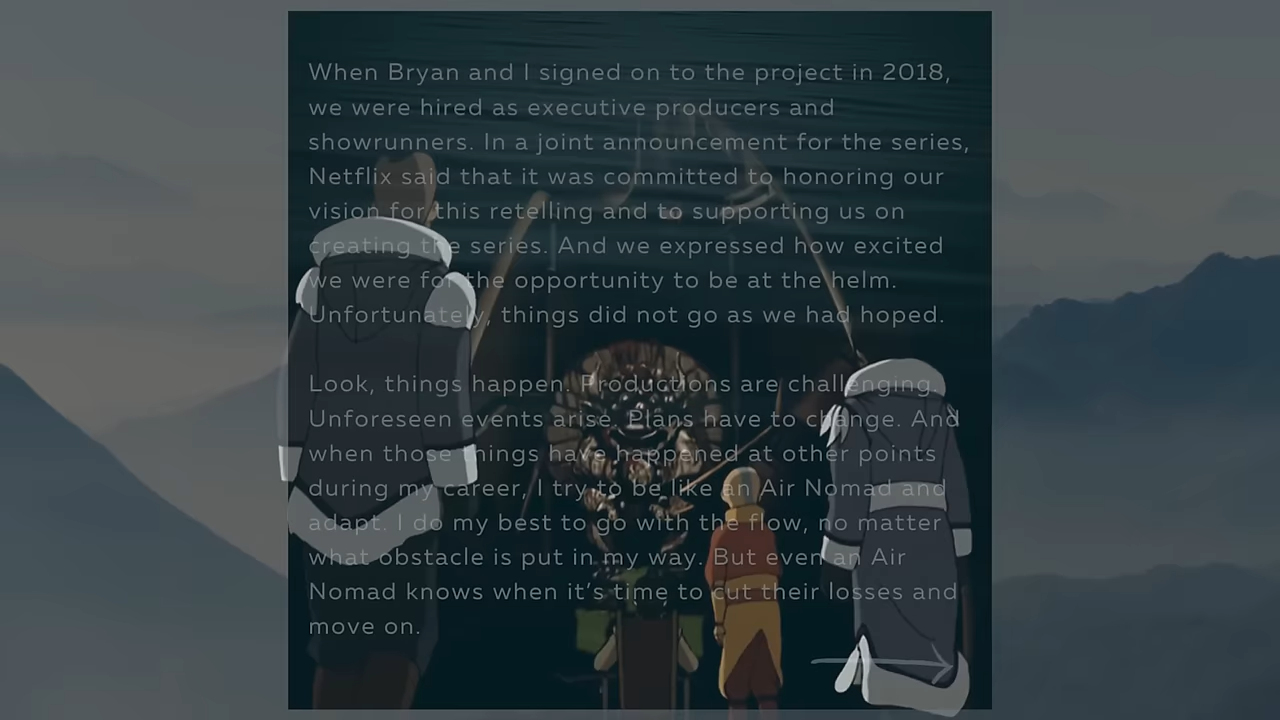 When Bryan and I signed on to the project in 2018,
we were hired as executive producers and
showrunners. In a joint announcement for the series,
Netflix said that it was committed to honoring our
vision for this retelling and to supporting us on
creating the series. And we expressed how excited
we were for the opportunity to be at the helm.
Unfortunately, things did not go as we had hoped.
Look, things happen. Productions are challenging.
Unforeseen events arise. Plans have to change. And
when those things have happened at other points
during my career, I try to be like an Air Nomad and
adapt. I do my best to go with the flow, no matter
what obstacle is put in my way. But even an Air
Nomad knows when it’s time to cut their losses and
move on.